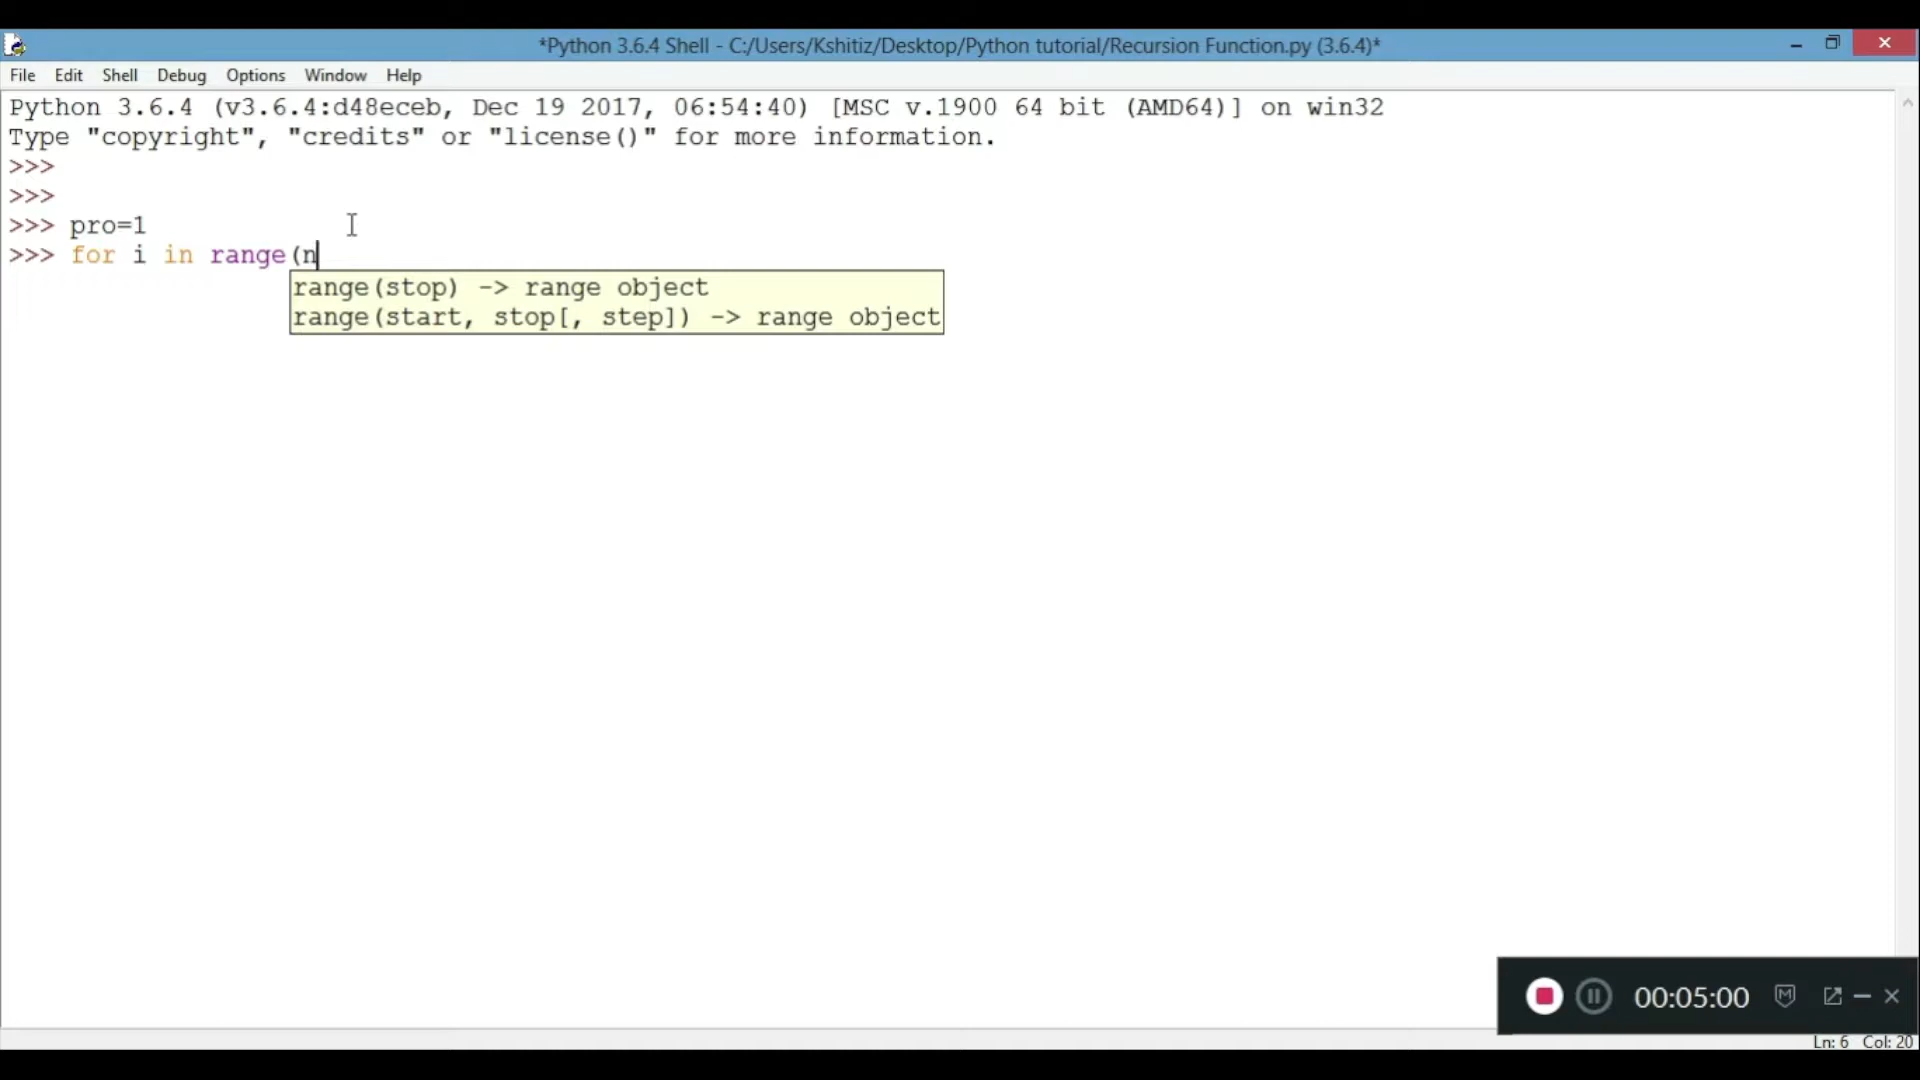 *Python 3.6.4 Shell - C:/Users/Kshitiz/Desktop/Python tutorial/Recursion Function.py (3.6.4)*
File Edit Shell Debug Options Window Help
Python 3.6.4 (v3.6.4:d48eceb, Dec 19 2017, 06:54:40) [MSC v.1900 64 bit (AMD64)] on win32
Type "copyright", "credits" or "license()" for more information.
>>>
>>>
>>> pro=1
>>> for i in range(n
range(stop) -> range object
range(start, stop[, step]) -> range object
00:05:00
Ln: 6 Col: 20